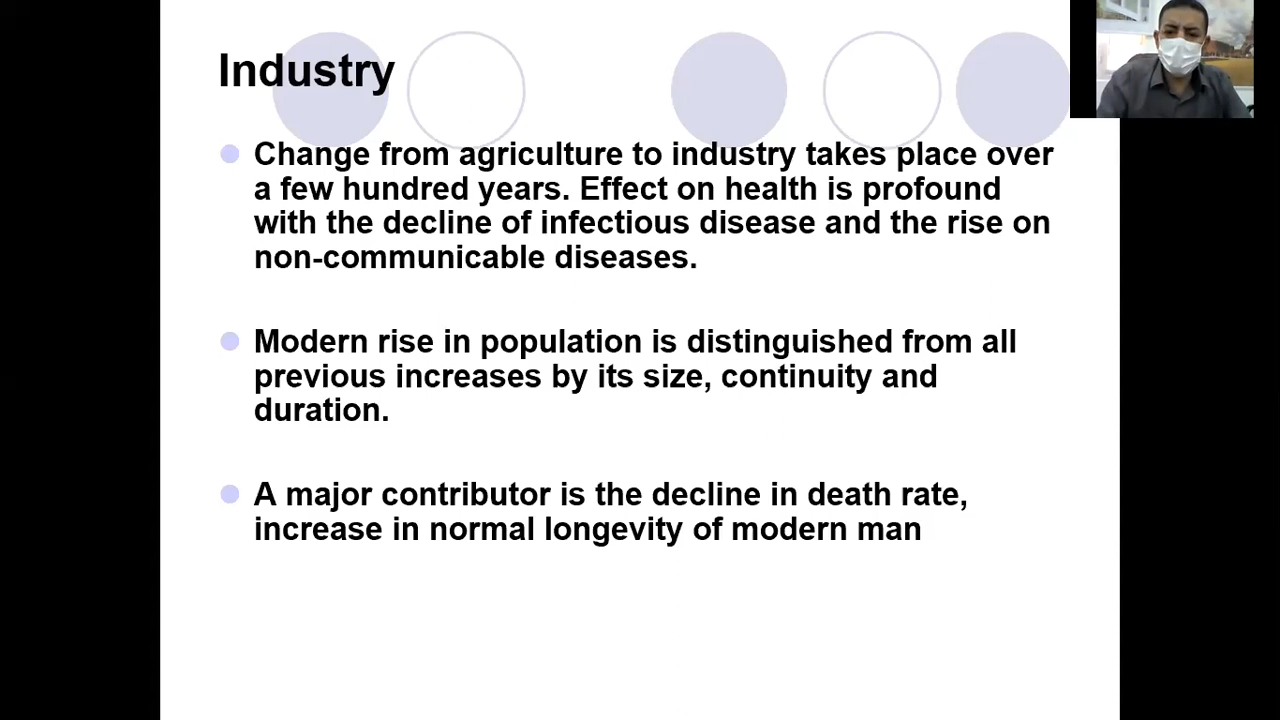 Industry
Change from agriculture to industry takes place over
a few hundred years. Effect on health is profound
with the decline of infectious disease and the rise on
non-communicable diseases.
Modern rise in population is distinguished from all
previous increases by its size, continuity and
duration.
A major contributor is the decline in death rate,
increase in normal longevity of modern man